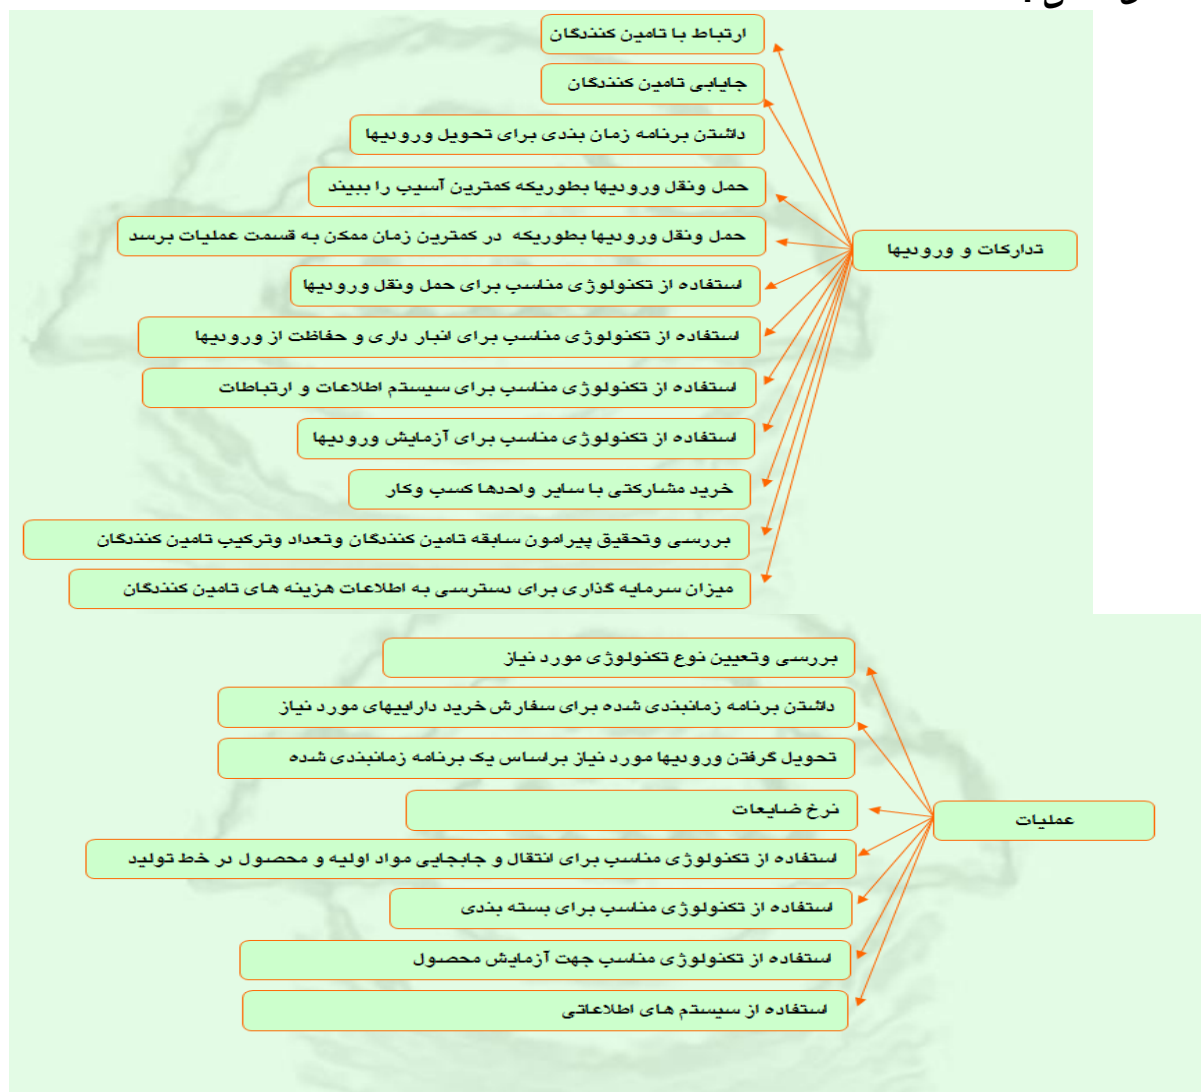 ارتباط با تامین کنندگان
جایابی تامین کنندگان
داشتن برنامه زمان بندی برای تحویل ورودیها
حمل ونقل ورودیها بطوریکه کمترین آسیب را ببیند
حمل ونقل ورودیها بطوریکه در کمترین زمان ممکن به قسمت عملیات برسد
تدارکات و ورودیها
استفاده از تکنولوژی مناسب برای حمل ونقل ورودیها
استفاده از تکنولوژی مناسب برای انبار داری و حفاظت از ورودیها
استفاده از تکنولوژی مناسب برای سیستم اطلاعات و ارتباطات
استفاده از تکنولوژی مناسب برای آزمایش ورودیها
خرید مشارکتی با سایر واحدها کسب وکار
بررسی وتحقیق پیرامون سابقه تامین کنندگان وتعداد وترکیب تامین کنندگان
میزان سرمایه گذاری برای دسترسی به اطلاعات هزینه های تامین کنندگان
بررسی وتعیین نوع تکنولوژی مورد نیاز
داشتن برنامه زمانبندی شده برای سفارش خرید داراییهای مورد نیاز
تحویل گرفتن ورودیها مورد نیاز براساس یک برنامه زمانبندی شده
نرخ ضایعات
عملیات
استفاده از تکنولوژی مناسب برای انتقال و جابجایی مواد اولیه و محصول در خط تولید
استفاده از تکنولوژی مناسب برای بسته بندی
استفاده از تکنولوژی مناسب جهت آزمایش محصول
استفاده از سیستم های اطلاعاتی